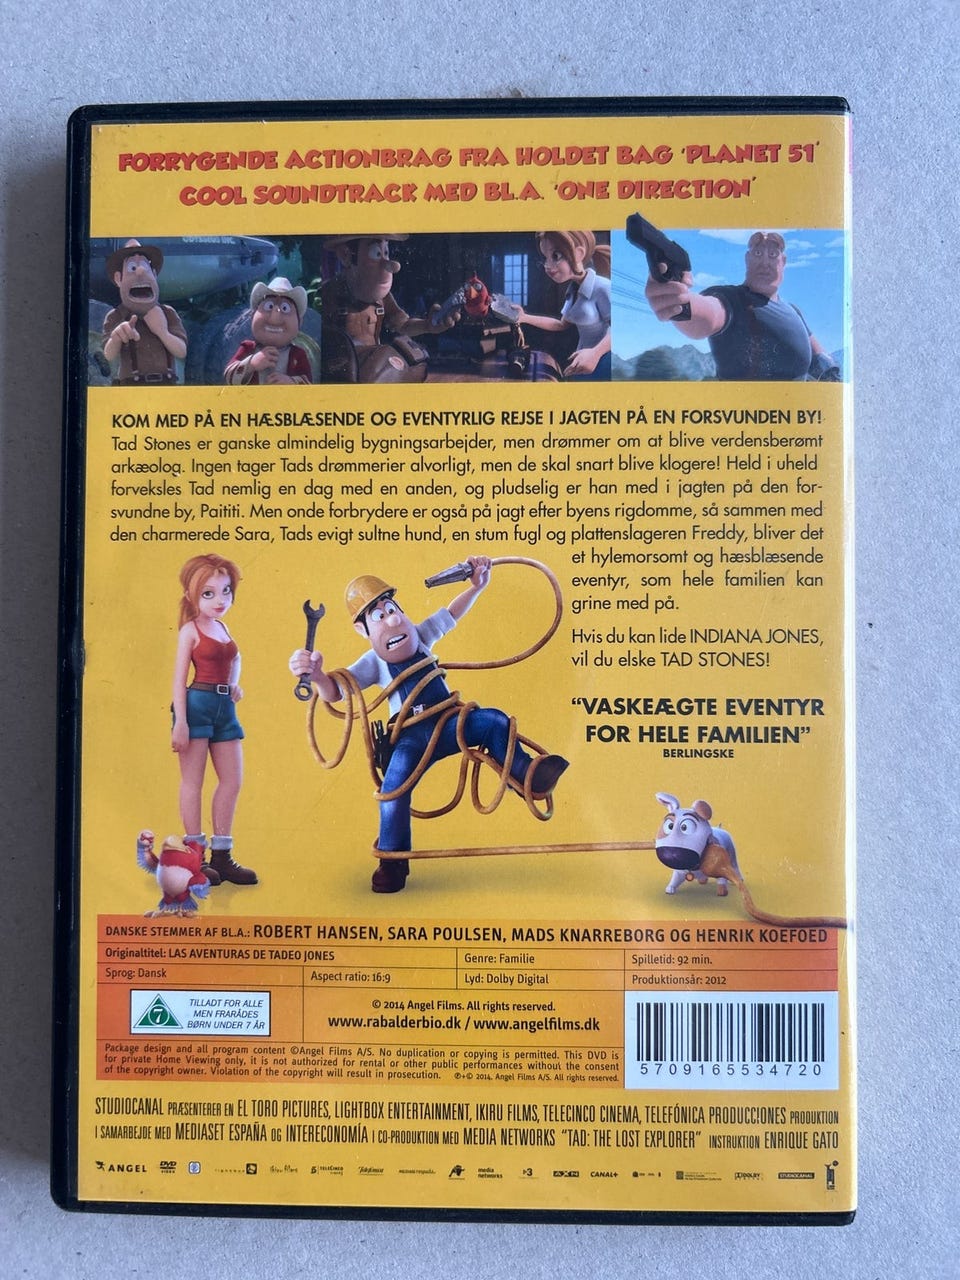 FORRYGENDE ACTIONBRAG FRA HOLDET BAG 'PLANET 51'
COOL SOUNDTRACK MED BL.A. 'ONE DIRECTION'
ODYSSEUS INC.
KOM MED PÅ EN HÆSBLÆSENDE OG EVENTYRLIG REJSE I JAGTEN PÅ EN FORSVUNDEN BY!
Tad Stones er ganske almindelig bygningsarbejder, men drømmer om at blive verdensberømt
arkæolog. Ingen tager Tads drømmerier alvorligt, men de skal snart blive klogere! Held i uheld
forveksles Tad nemlig en dag med en anden, og pludselig er han med i jagten på den for-
svundne by, Paititi. Men onde forbrydere er også på jagt efter byens rigdomme, så sammen med
den charmerede Sara, Tads evigt sultne hund, en stum fugl og plattenslageren Freddy, bliver det
et hylemorsomt og hæsblæsende
eventyr, som hele familien kan
grine med på.
Hvis du kan lide INDIANA JONES,
vil du elske TAD STONES!
"VASKEÆGTE EVENTYR
FOR HELE FAMILIEN"
BERLINGSKE
DANSKE STEMMER AF BL.A.: ROBERT HANSEN, SARA POULSEN, MADS KNARREBORG OG HENRIK KOEFOED
Originaltitel: LAS AVENTURAS DE TADEO JONES Genre: Familie Spilletid: 92 min.
Sprog: Dansk Aspect ratio: 16:9 Lyd: Dolby Digital Produktionsår: 2012
7
TILLADT FOR ALLE
MEN FRARÅDES
BØRN UNDER 7 ÅR
© 2014 Angel Films. All rights reserved.
www.rabalderbio.dk / www.angelfilms.dk
Package design and all program content ©Angel Films A/S. No duplication or copying is permitted. This DVD is
for private Home Viewing only, it is not authorized for rental or other public performances without the consent
of the copyright owner. Violation of the copyright will result in prosecution. ℗+© 2014. Angel Films A/S. All rights reserved.
5709165534720
STUDIOCANAL PRÆSENTERER EN EL TORO PICTURES, LIGHTBOX ENTERTAINMENT, IKIRU FILMS, TELECINCO CINEMA, TELEFÓNICA PRODUCCIONES PRODUKTION
I SAMARBEJDE MED MEDIASET ESPAÑA OG INTERECONOMÍA I CO-PRODUKTION MED MEDIA NETWORKS "TAD: THE LOST EXPLORER" INSTRUKTION ENRIQUE GATO
ANGEL DVD VIDEO TELECINCO Telefónica media networks AXN CANAL+ DOLBY STUDIOCANAL